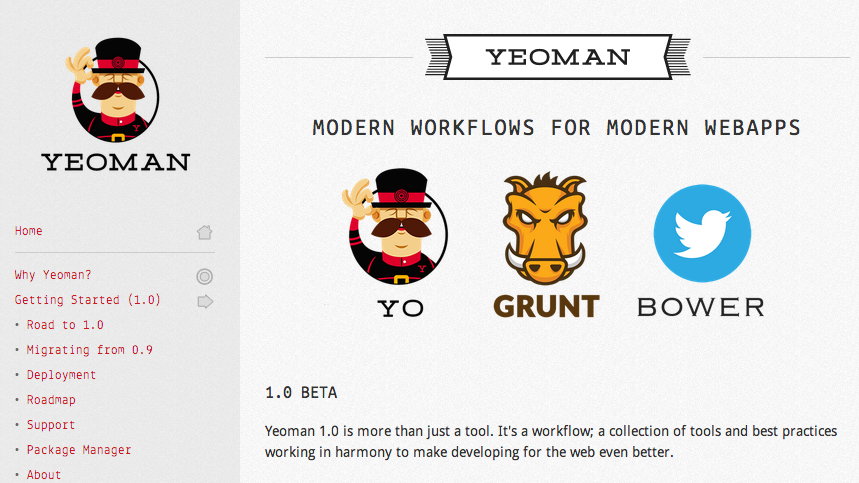 YEOMAN
Home
Why Yeoman?
Getting Started (1.0)
• Road to 1.0
• Migrating from 0.9
• Deployment
• Roadmap
• Support
• Package Manager
• About
YEOMAN
MODERN WORKFLOWS FOR MODERN WEBAPPS
Y
Y
YO
GRUNT
BOWER
1.0 BETA
Yeoman 1.0 is more than just a tool. It's a workflow; a collection of tools and best practices
working in harmony to make developing for the web even better.